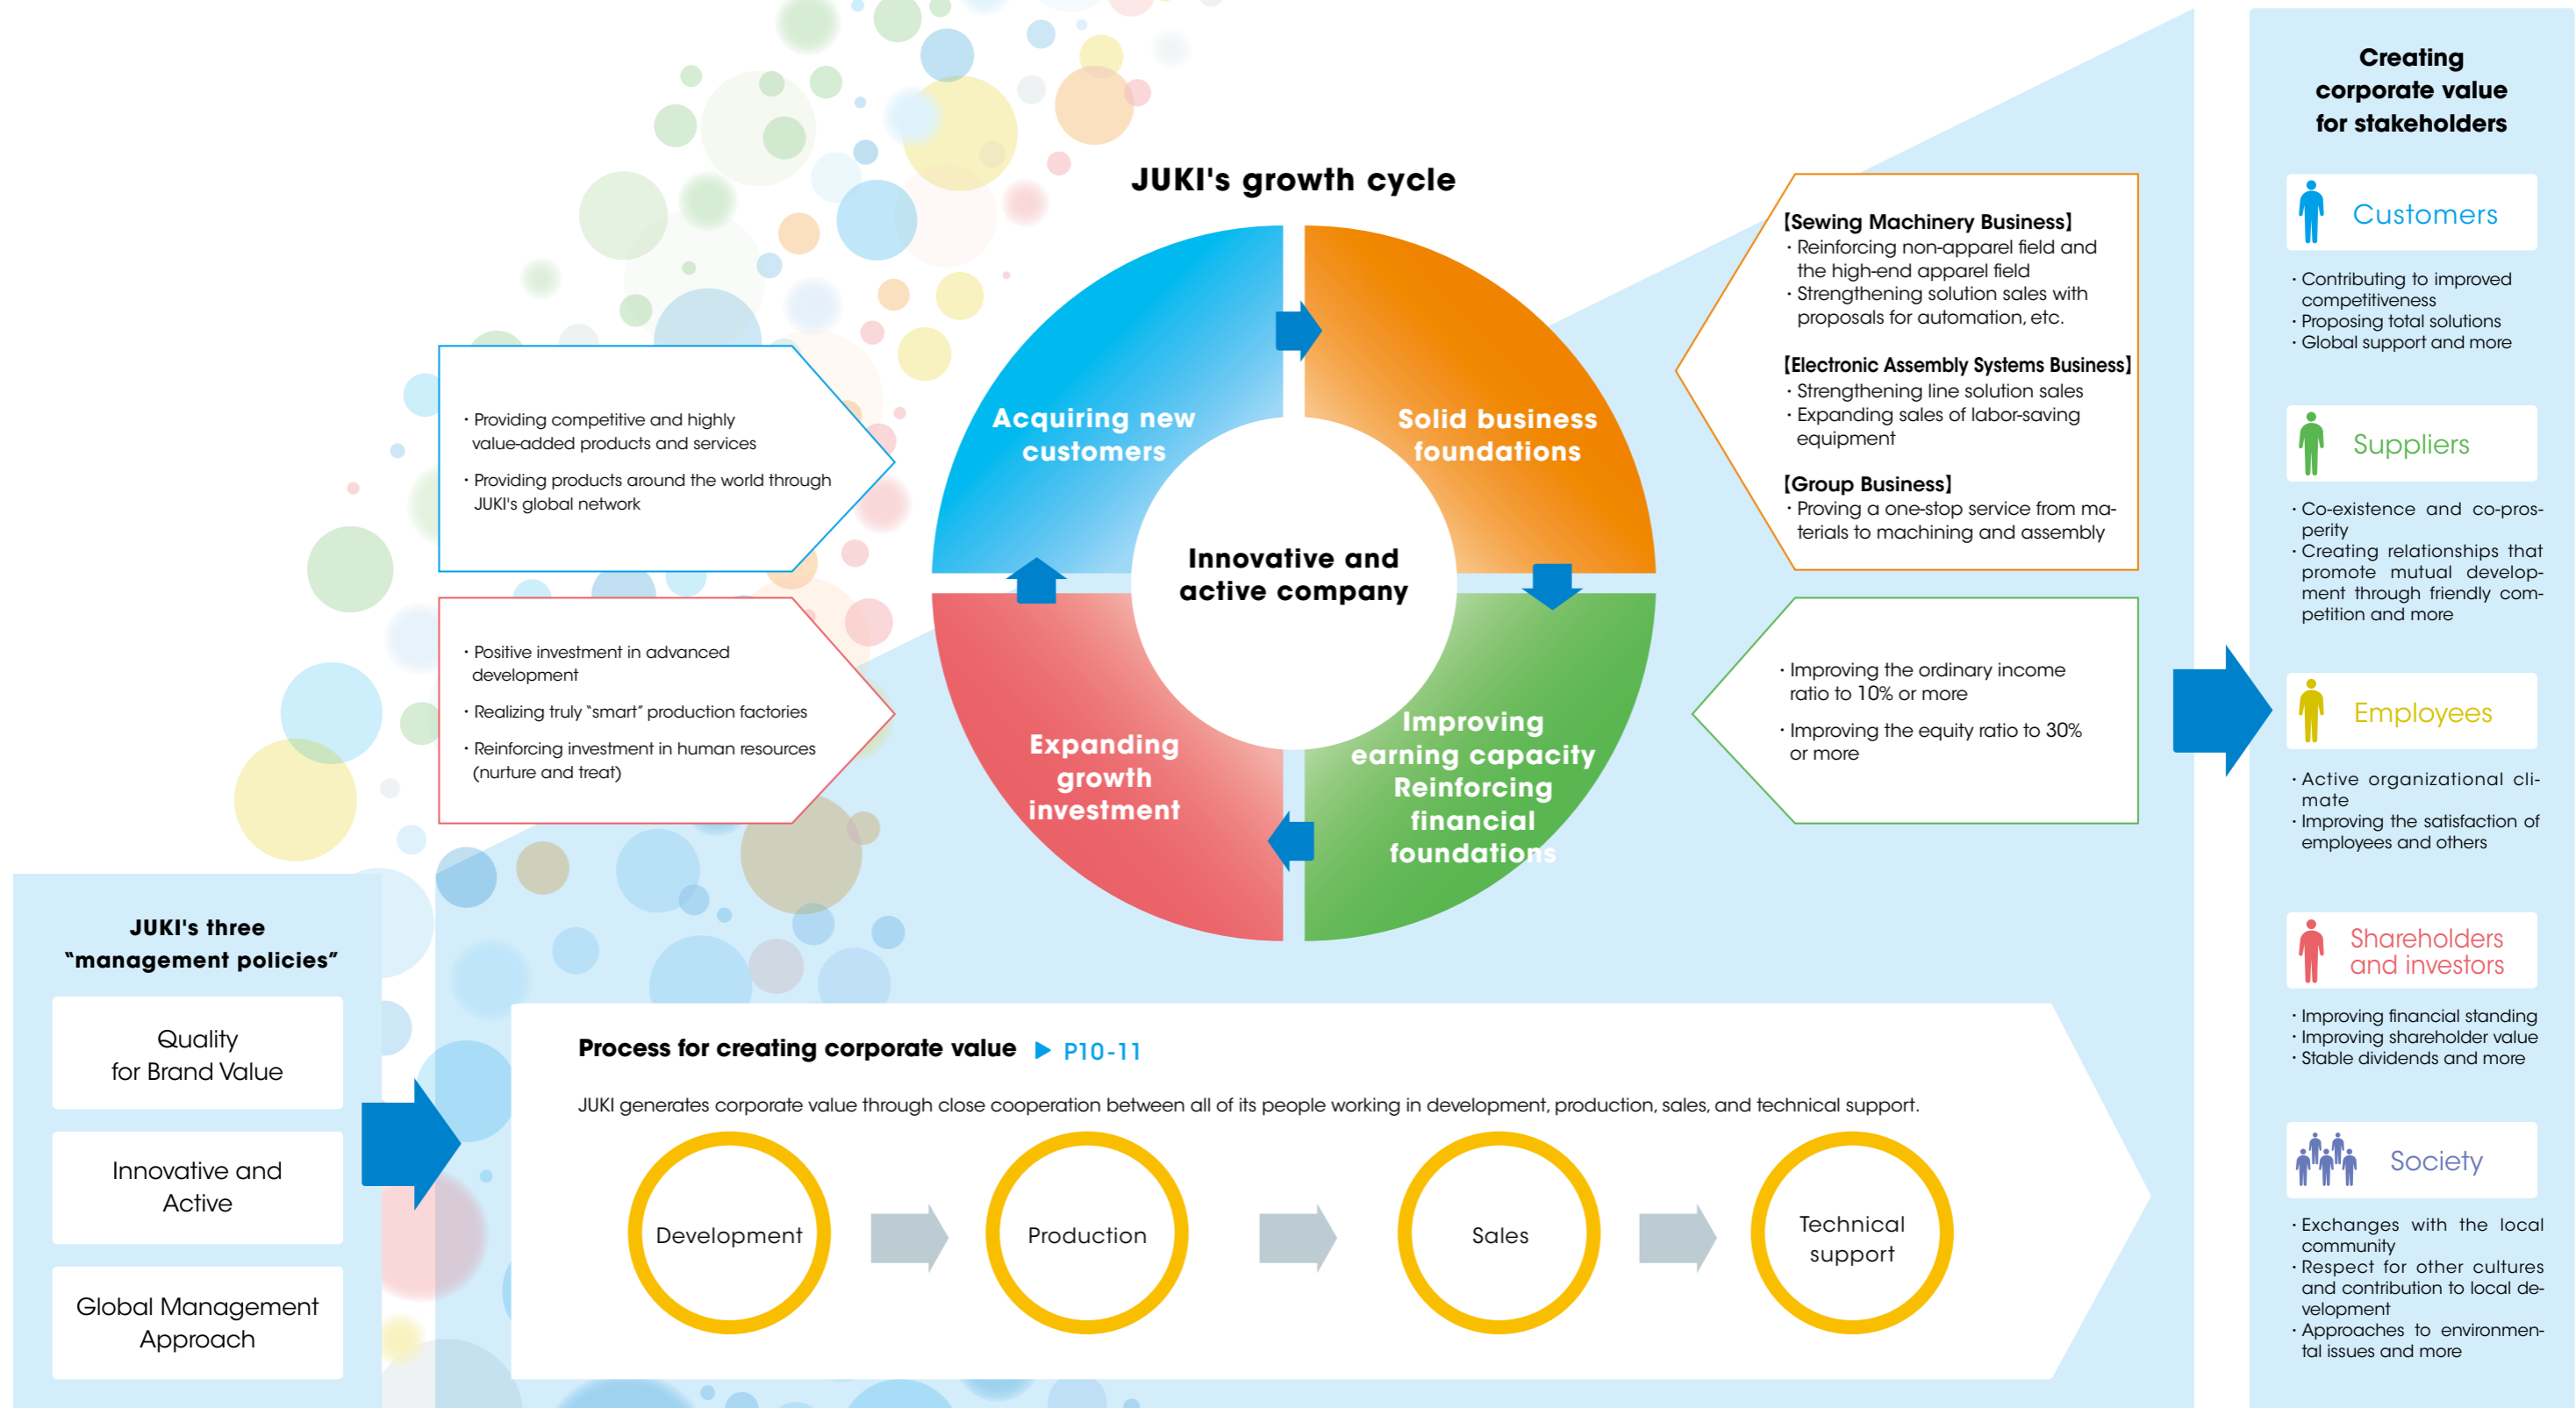 JUKI's growth cycle
Acquiring new
customers
Solid business
foundations
Innovative and
active company
Expanding
growth
investment
Improving
earning capacity
Reinforcing
financial
foundations
· Providing competitive and highly
value-added products and services
· Providing products around the world through
JUKI's global network
· Positive investment in advanced
development
· Realizing truly “smart” production factories
· Reinforcing investment in human resources
(nurture and treat)
【Sewing Machinery Business】
· Reinforcing non-apparel field and
the high-end apparel field
· Strengthening solution sales with
proposals for automation, etc.
【Electronic Assembly Systems Business】
· Strengthening line solution sales
· Expanding sales of labor-saving
equipment
【Group Business】
· Proving a one-stop service from ma-
terials to machining and assembly
· Improving the ordinary income
ratio to 10% or more
· Improving the equity ratio to 30%
or more
JUKI's three
“management policies”
Quality
for Brand Value
Innovative and
Active
Global Management
Approach
Process for creating corporate value ▶ P10-11
JUKI generates corporate value through close cooperation between all of its people working in development, production, sales, and technical support.
Development
Production
Sales
Technical
support
Creating
corporate value
for stakeholders
Customers
· Contributing to improved
competitiveness
· Proposing total solutions
· Global support and more
Suppliers
· Co-existence and co-pros-
perity
· Creating relationships that
promote mutual develop-
ment through friendly com-
petition and more
Employees
· Active organizational cli-
mate
· Improving the satisfaction of
employees and others
Shareholders
and investors
· Improving financial standing
· Improving shareholder value
· Stable dividends and more
Society
· Exchanges with the local
community
· Respect for other cultures
and contribution to local de-
velopment
· Approaches to environmen-
tal issues and more